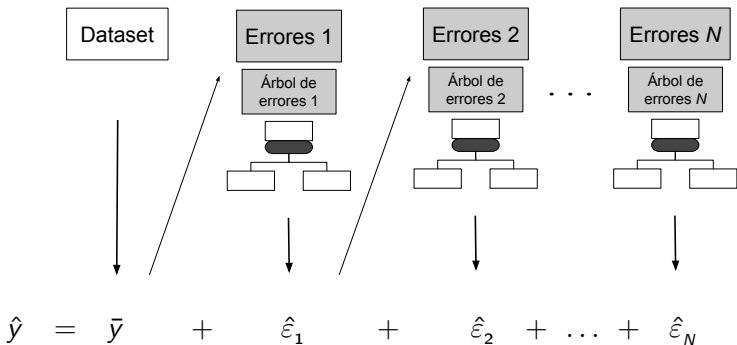 Dataset Errores 1 Errores 2 Errores N
Árbol de errores 1
Árbol de errores 2
. . .
Árbol de errores N
ŷ = ȳ + ε̂₁ + ε̂₂ + ... + ε̂_N